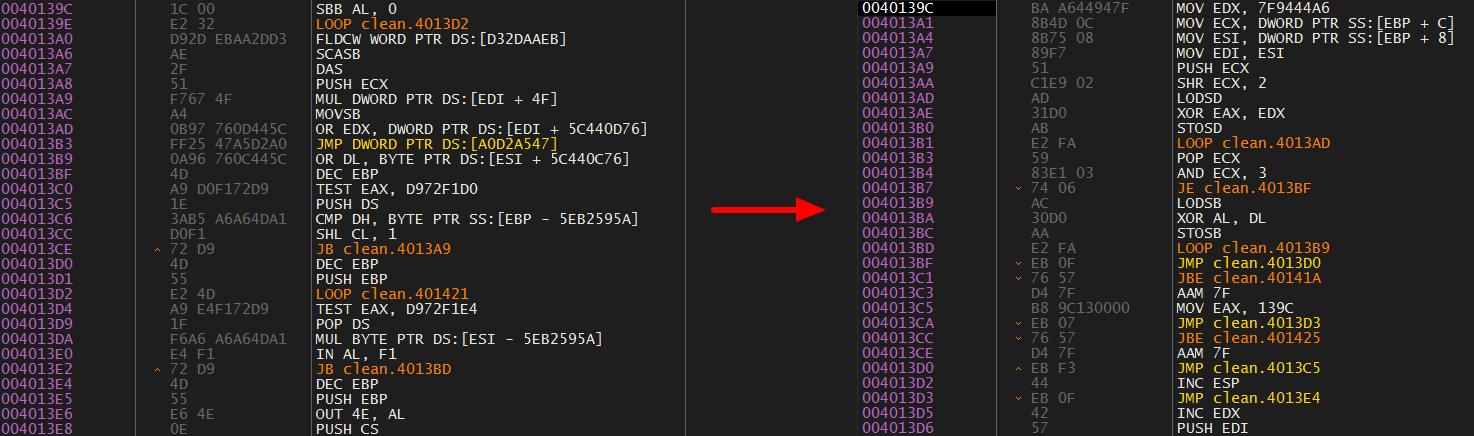 0040139C 1C 00 SBB AL, 0
0040139E E2 32 LOOP clean.4013D2
004013A0 D92D EBAA2DD3 FLDCW WORD PTR DS:[D32DAAEB]
004013A6 AE SCASB
004013A7 2F DAS
004013A8 51 PUSH ECX
004013A9 F767 4F MUL DWORD PTR DS:[EDI + 4F]
004013AC A4 MOVSB
004013AD 0B97 760D445C OR EDX, DWORD PTR DS:[EDI + 5C440D76]
004013B3 FF25 47A5D2A0 JMP DWORD PTR DS:[A0D2A547]
004013B9 0A96 760C445C OR DL, BYTE PTR DS:[ESI + 5C440C76]
004013BF 4D DEC EBP
004013C0 A9 D0F172D9 TEST EAX, D972F1D0
004013C5 1E PUSH DS
004013C6 3AB5 A6A64DA1 CMP DH, BYTE PTR SS:[EBP - 5EB2595A]
004013CC D0F1 SHL CL, 1
004013CE 72 D9 JB clean.4013A9
004013D0 4D DEC EBP
004013D1 55 PUSH EBP
004013D2 E2 4D LOOP clean.401421
004013D4 A9 E4F172D9 TEST EAX, D972F1E4
004013D9 1F POP DS
004013DA F6A6 A6A64DA1 MUL BYTE PTR DS:[ESI - 5EB2595A]
004013E0 E4 F1 IN AL, F1
004013E2 72 D9 JB clean.4013BD
004013E4 4D DEC EBP
004013E5 55 PUSH EBP
004013E6 E6 4E OUT 4E, AL
004013E8 0E PUSH CS
0040139C BA A644947F MOV EDX, 7F9444A6
004013A1 8B4D 0C MOV ECX, DWORD PTR SS:[EBP + C]
004013A4 8B75 08 MOV ESI, DWORD PTR SS:[EBP + 8]
004013A7 89F7 MOV EDI, ESI
004013A9 51 PUSH ECX
004013AA C1E9 02 SHR ECX, 2
004013AD AD LODSD
004013AE 31D0 XOR EAX, EDX
004013B0 AB STOSD
004013B1 E2 FA LOOP clean.4013AD
004013B3 59 POP ECX
004013B4 83E1 03 AND ECX, 3
004013B7 74 06 JE clean.4013BF
004013B9 AC LODSB
004013BA 30D0 XOR AL, DL
004013BC AA STOSB
004013BD E2 FA LOOP clean.4013B9
004013BF EB 0F JMP clean.4013D0
004013C1 76 57 JBE clean.40141A
004013C3 D4 7F AAM 7F
004013C5 B8 9C130000 MOV EAX, 139C
004013CA EB 07 JMP clean.4013D3
004013CC 76 57 JBE clean.401425
004013CE D4 7F AAM 7F
004013D0 EB F3 JMP clean.4013C5
004013D2 44 INC ESP
004013D3 EB 0F JMP clean.4013E4
004013D5 42 INC EDX
004013D6 57 PUSH EDI